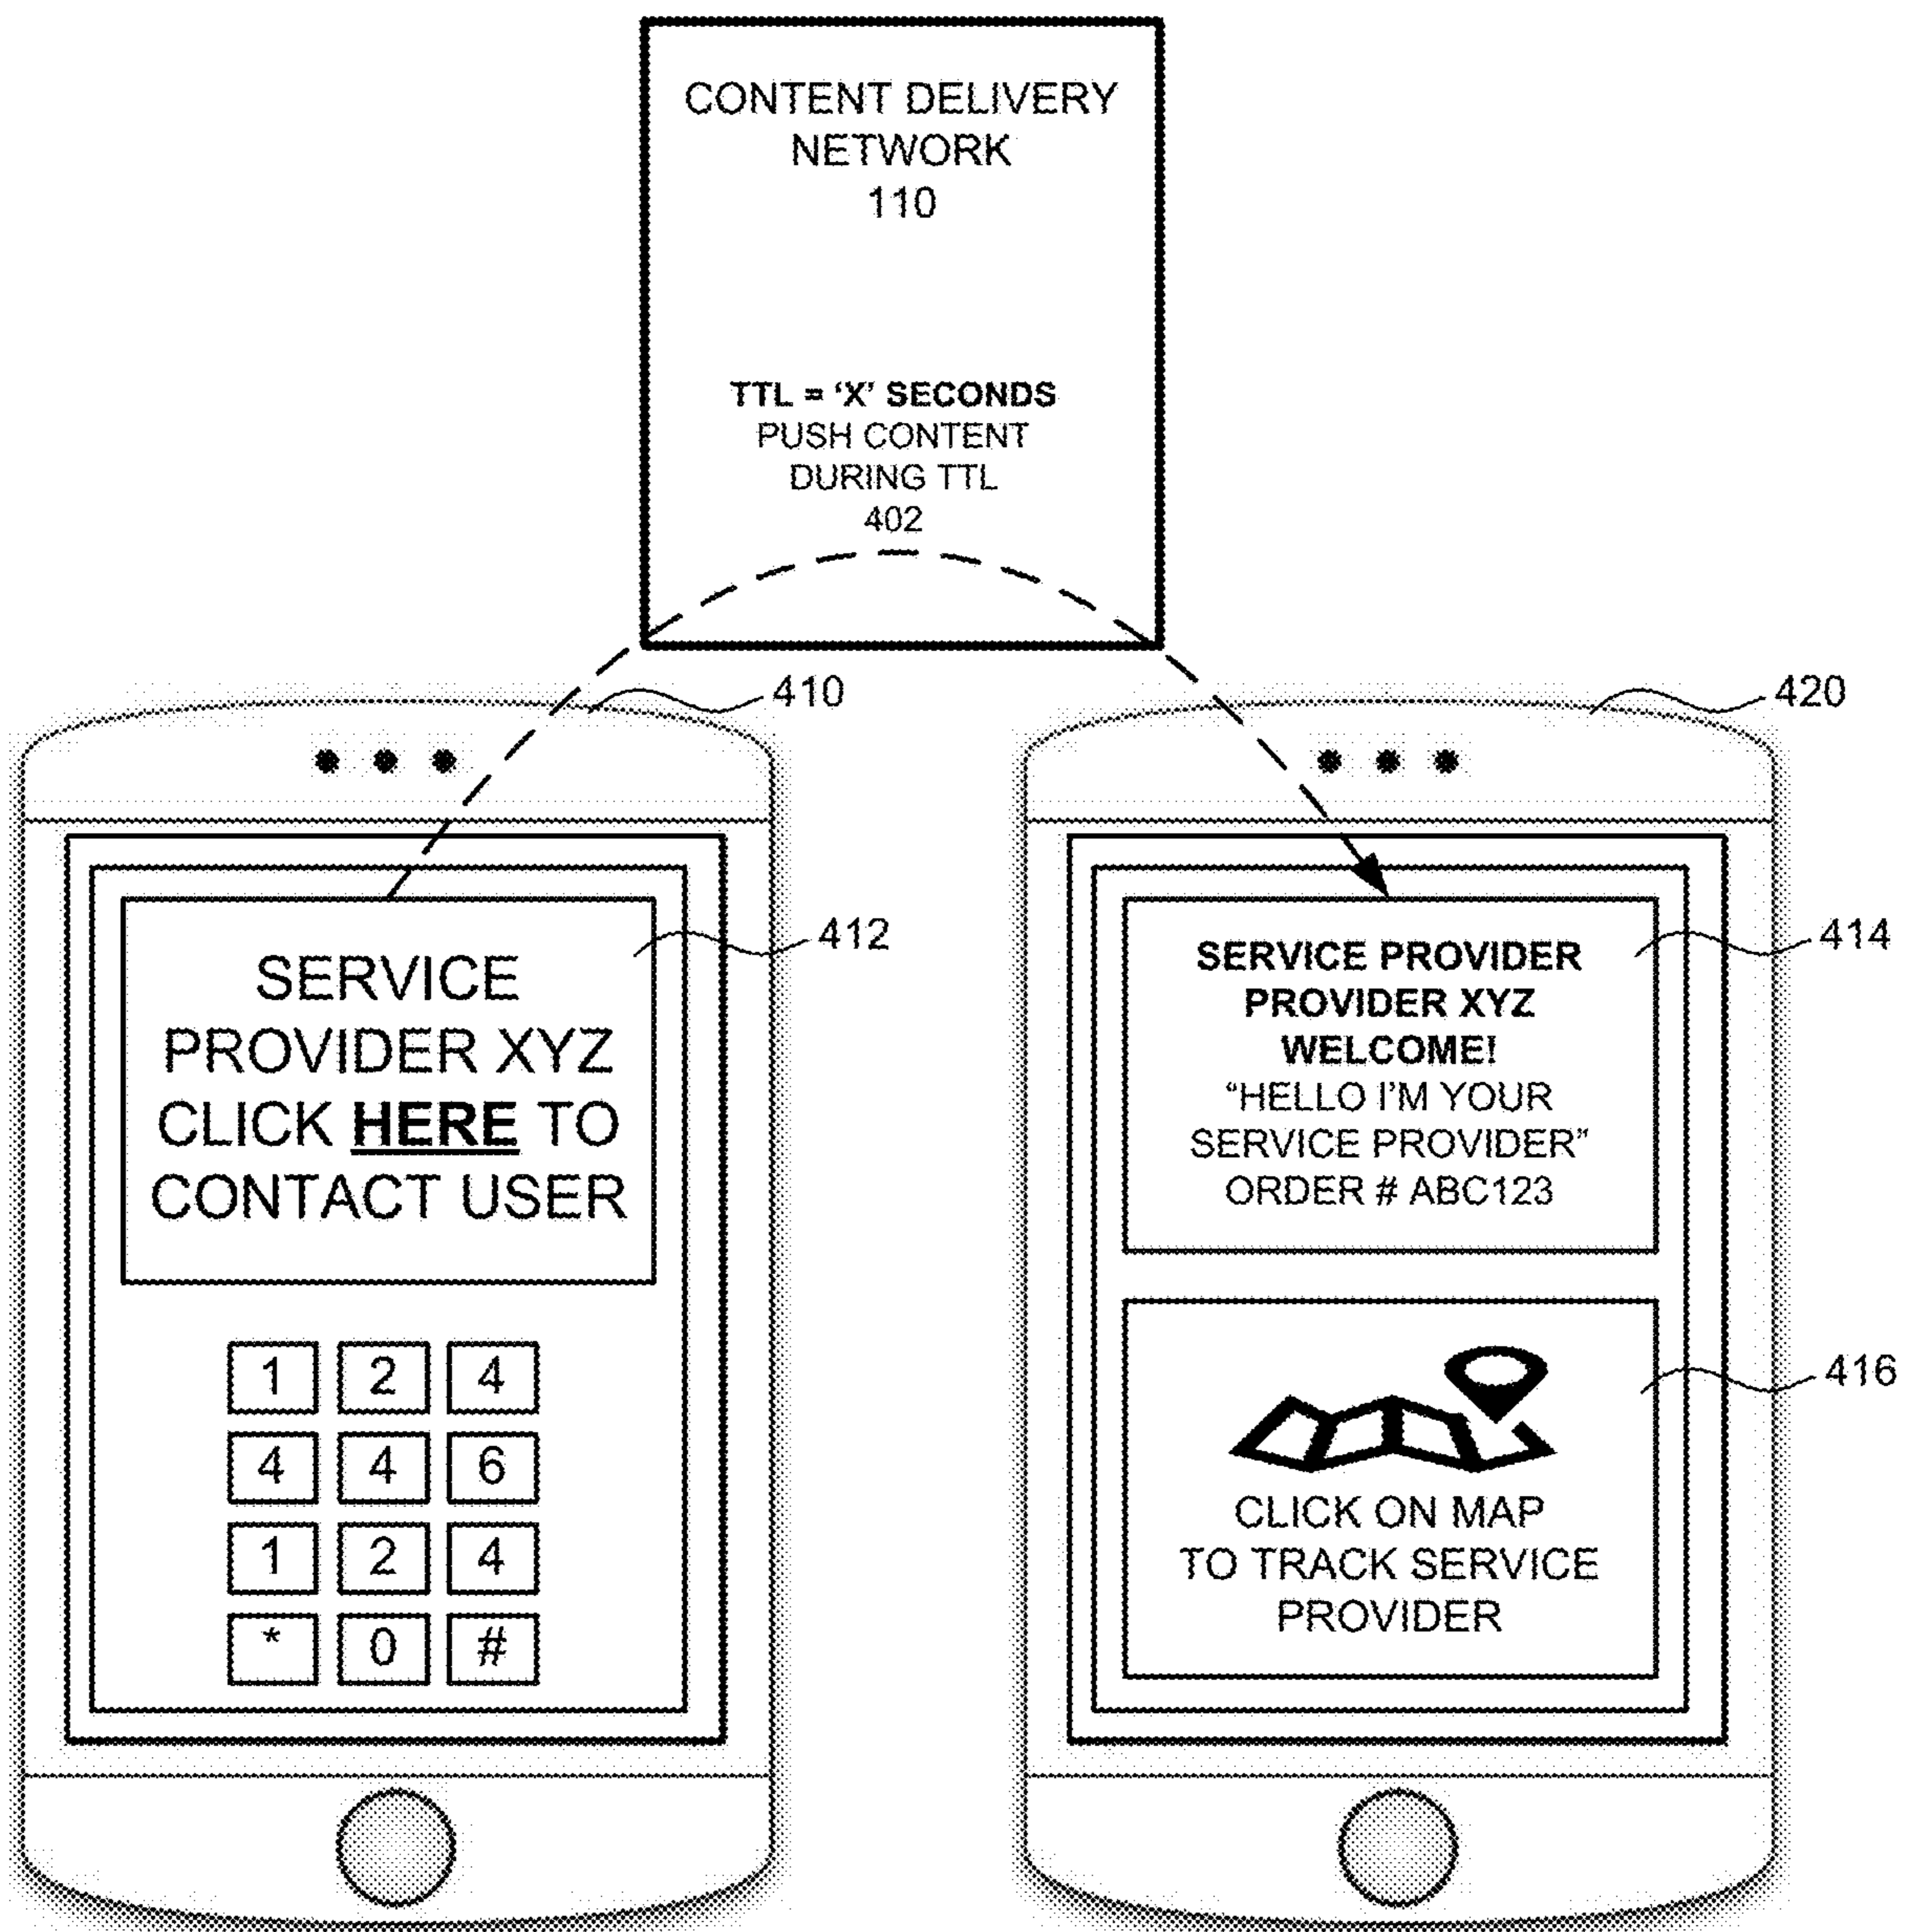 CONTENT DELIVERY
NETWORK
110
TTL = ‘X’ SECONDS
PUSH CONTENT
DURING TTL
402
410
412
SERVICE
PROVIDER XYZ
CLICK HERE TO
CONTACT USER
1 2 4
4 4 6
1 2 4
* 0 #
420
414
SERVICE PROVIDER
PROVIDER XYZ
WELCOME!
“HELLO I’M YOUR
SERVICE PROVIDER”
ORDER # ABC123
416
CLICK ON MAP
TO TRACK SERVICE
PROVIDER